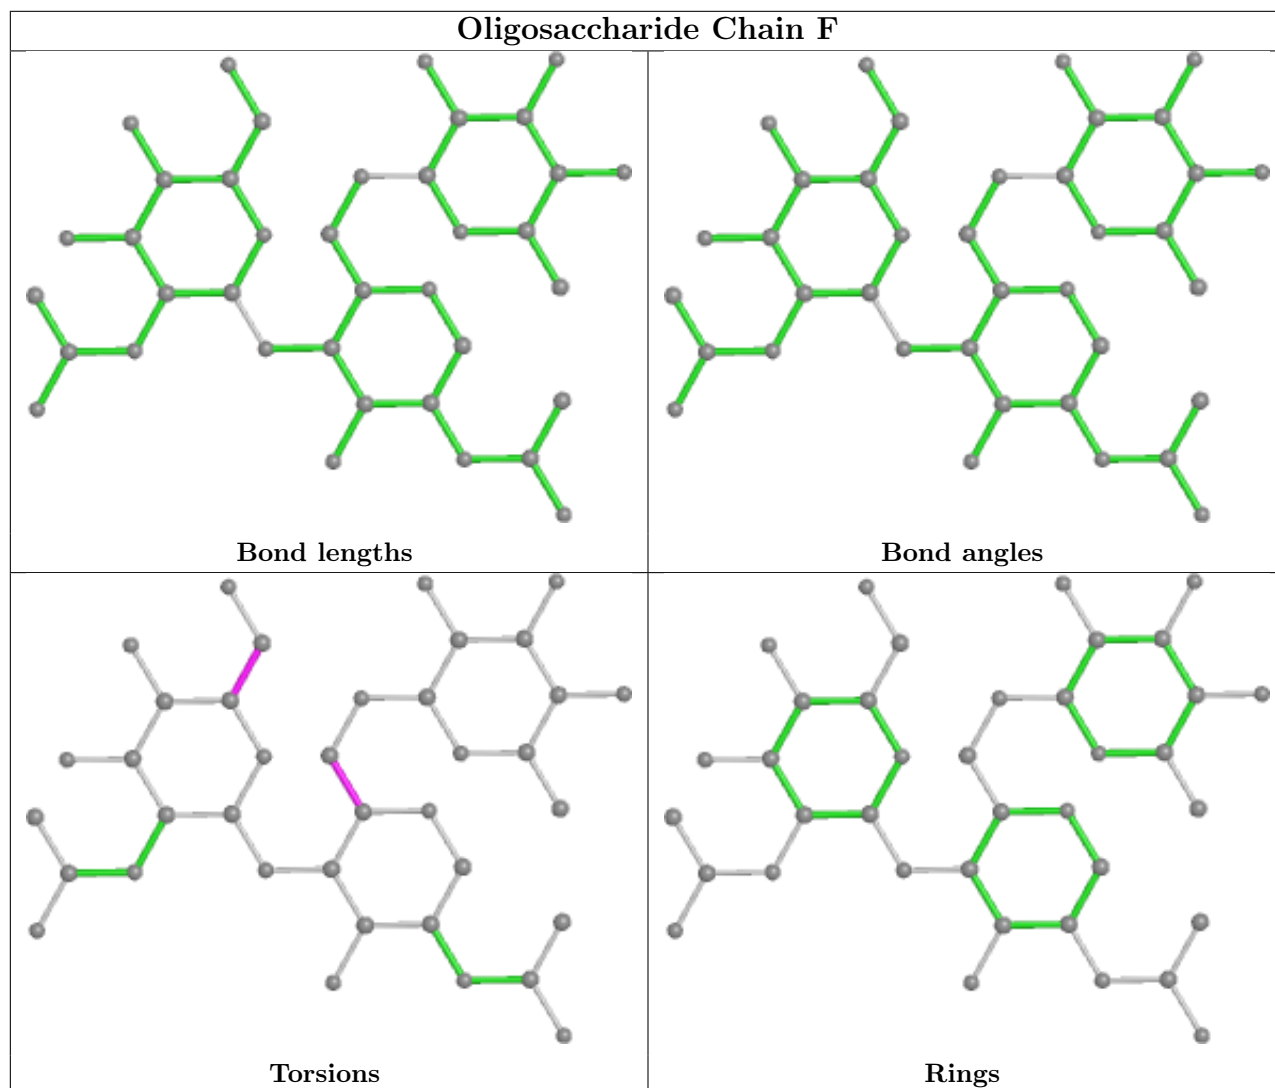 Oligosaccharide Chain F
Bond lengths
Bond angles
Torsions
Rings